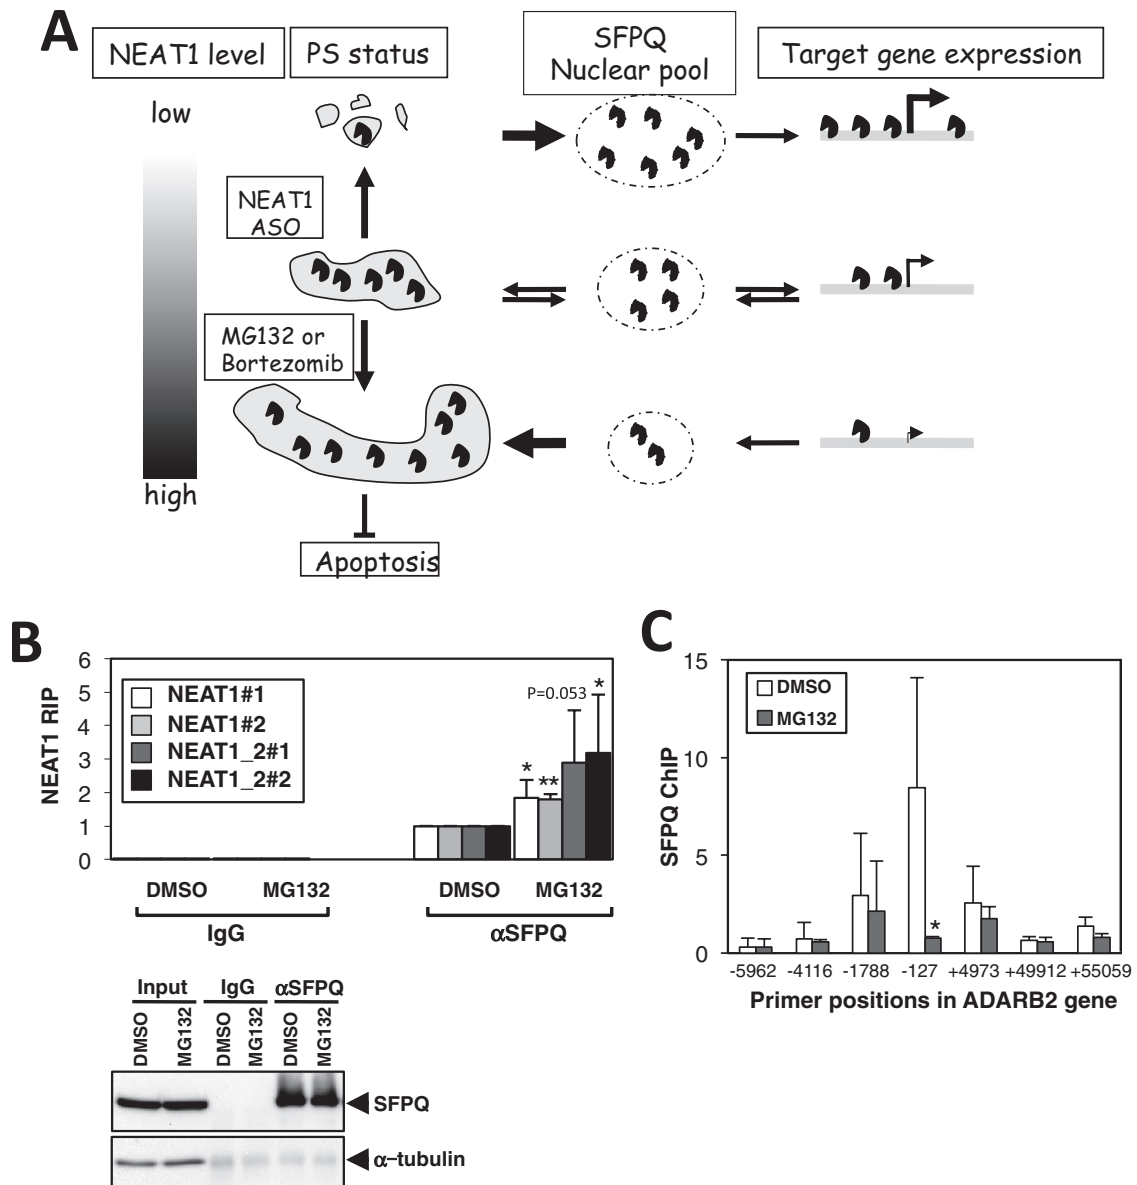 A
NEAT1 level
PS status
SFPQ
Nuclear pool
Target gene expression
low
NEAT1
ASO
MG132 or
Bortezomib
high
Apoptosis
B
NEAT1 RIP
6
5
4
3
2
1
0
NEAT1#1
NEAT1#2
NEAT1_2#1
NEAT1_2#2
P=0.053
*
*
**
DMSO
MG132
DMSO
MG132
IgG
αSFPQ
Input
IgG
αSFPQ
DMSO
MG132
DMSO
MG132
DMSO
MG132
SFPQ
α-tubulin
C
SFPQ ChIP
15
10
5
0
DMSO
MG132
*
-5962
-4116
-1788
-127
+4973
+49912
+55059
Primer positions in ADARB2 gene